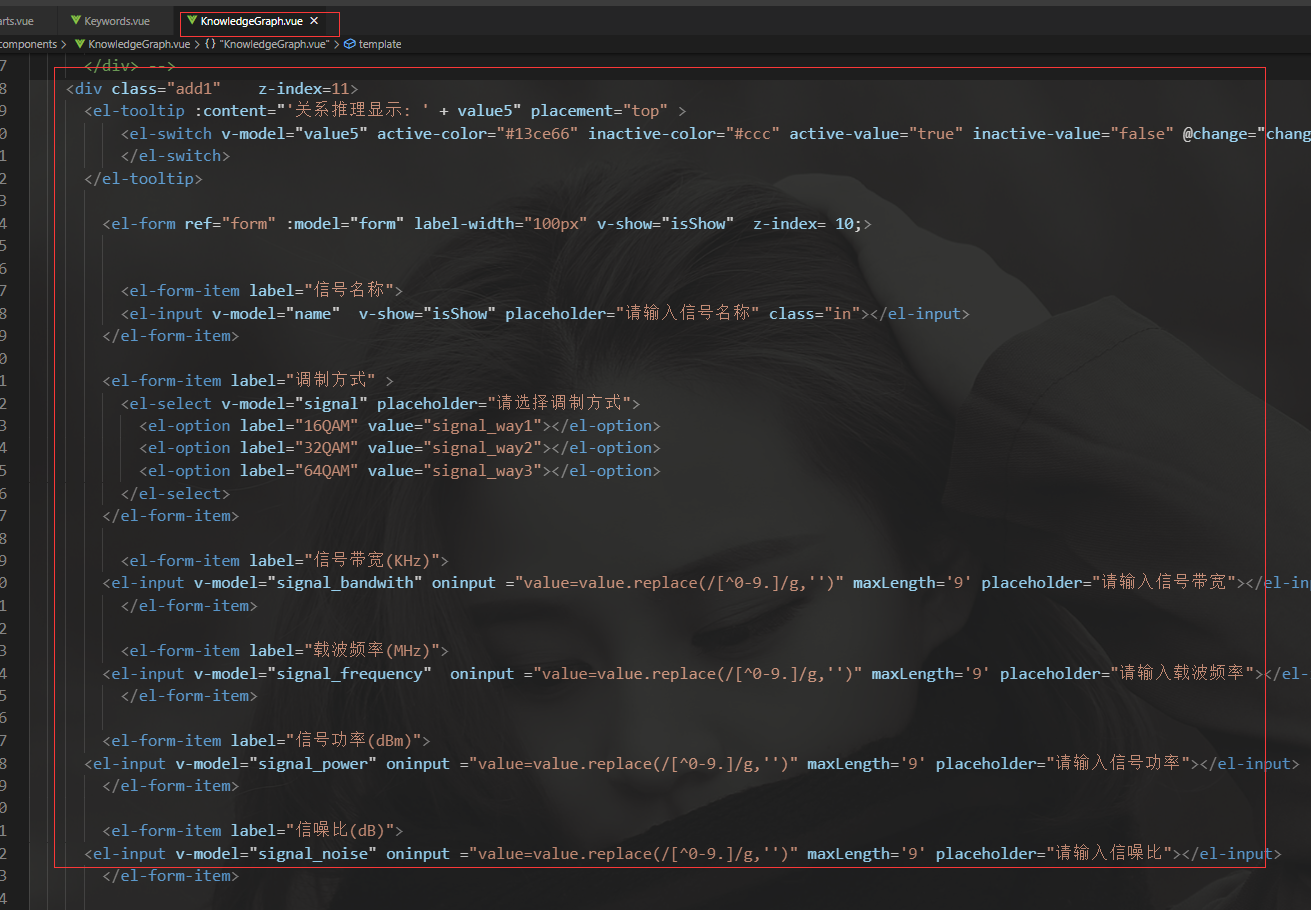 arts.vue Keywords.vue KnowledgeGraph.vue ×
components > KnowledgeGraph.vue > {} "KnowledgeGraph.vue" > template
7 </div> -->
8 <div class="add1" z-index=11>
9 <el-tooltip :content="'关系推理显示: ' + value5" placement="top" >
0 <el-switch v-model="value5" active-color="#13ce66" inactive-color="#ccc" active-value="true" inactive-value="false" @change="chang
1 </el-switch>
2 </el-tooltip>
3
4 <el-form ref="form" :model="form" label-width="100px" v-show="isShow" z-index= 10;>
5
6
7 <el-form-item label="信号名称">
8 <el-input v-model="name" v-show="isShow" placeholder="请输入信号名称" class="in"></el-input>
9 </el-form-item>
0
1 <el-form-item label="调制方式" >
2 <el-select v-model="signal" placeholder="请选择调制方式">
3 <el-option label="16QAM" value="signal_way1"></el-option>
4 <el-option label="32QAM" value="signal_way2"></el-option>
5 <el-option label="64QAM" value="signal_way3"></el-option>
6 </el-select>
7 </el-form-item>
8
9 <el-form-item label="信号带宽(KHz)">
0 <el-input v-model="signal_bandwith" oninput ="value=value.replace(/[^0-9.]/g,'')" maxLength='9' placeholder="请输入信号带宽"></el-inp
1 </el-form-item>
2
3 <el-form-item label="载波频率(MHz)">
4 <el-input v-model="signal_frequency" oninput ="value=value.replace(/[^0-9.]/g,'')" maxLength='9' placeholder="请输入载波频率"></el-
5 </el-form-item>
6
7 <el-form-item label="信号功率(dBm)">
8 <el-input v-model="signal_power" oninput ="value=value.replace(/[^0-9.]/g,'')" maxLength='9' placeholder="请输入信号功率"></el-input>
9 </el-form-item>
0
1 <el-form-item label="信噪比(dB)">
2 <el-input v-model="signal_noise" oninput ="value=value.replace(/[^0-9.]/g,'')" maxLength='9' placeholder="请输入信噪比"></el-input>
3 </el-form-item>
4